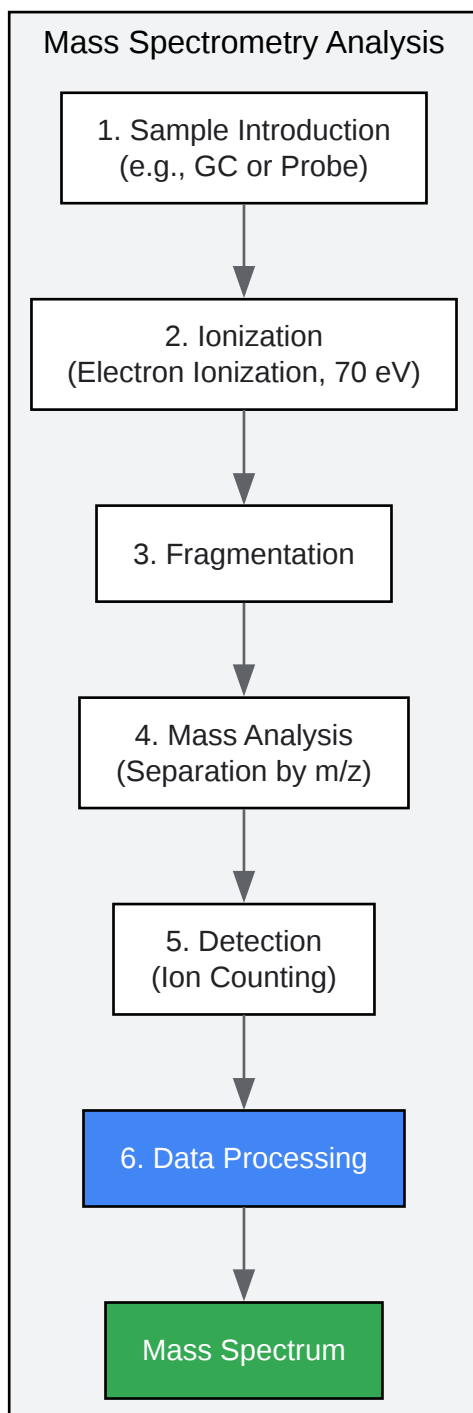 Mass Spectrometry Analysis
1. Sample Introduction
(e.g., GC or Probe)
2. Ionization
(Electron Ionization, 70 eV)
3. Fragmentation
4. Mass Analysis
(Separation by m/z)
5. Detection
(Ion Counting)
6. Data Processing
Mass Spectrum